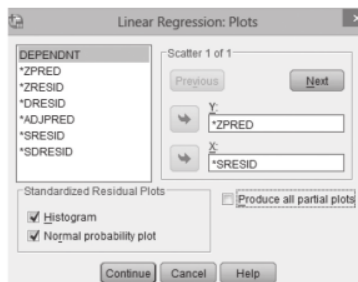 Linear Regression: Plots
DEPENDNT
*ZPRED
*ZRESID
*DRESID
*ADJPRED
*SRESID
*SDRESID
Scatter 1 of 1
Previous
Next
Y:
*ZPRED
X:
*SRESID
Standardized Residual Plots
Histogram
Normal probability plot
Produce all partial plots
Continue
Cancel
Help